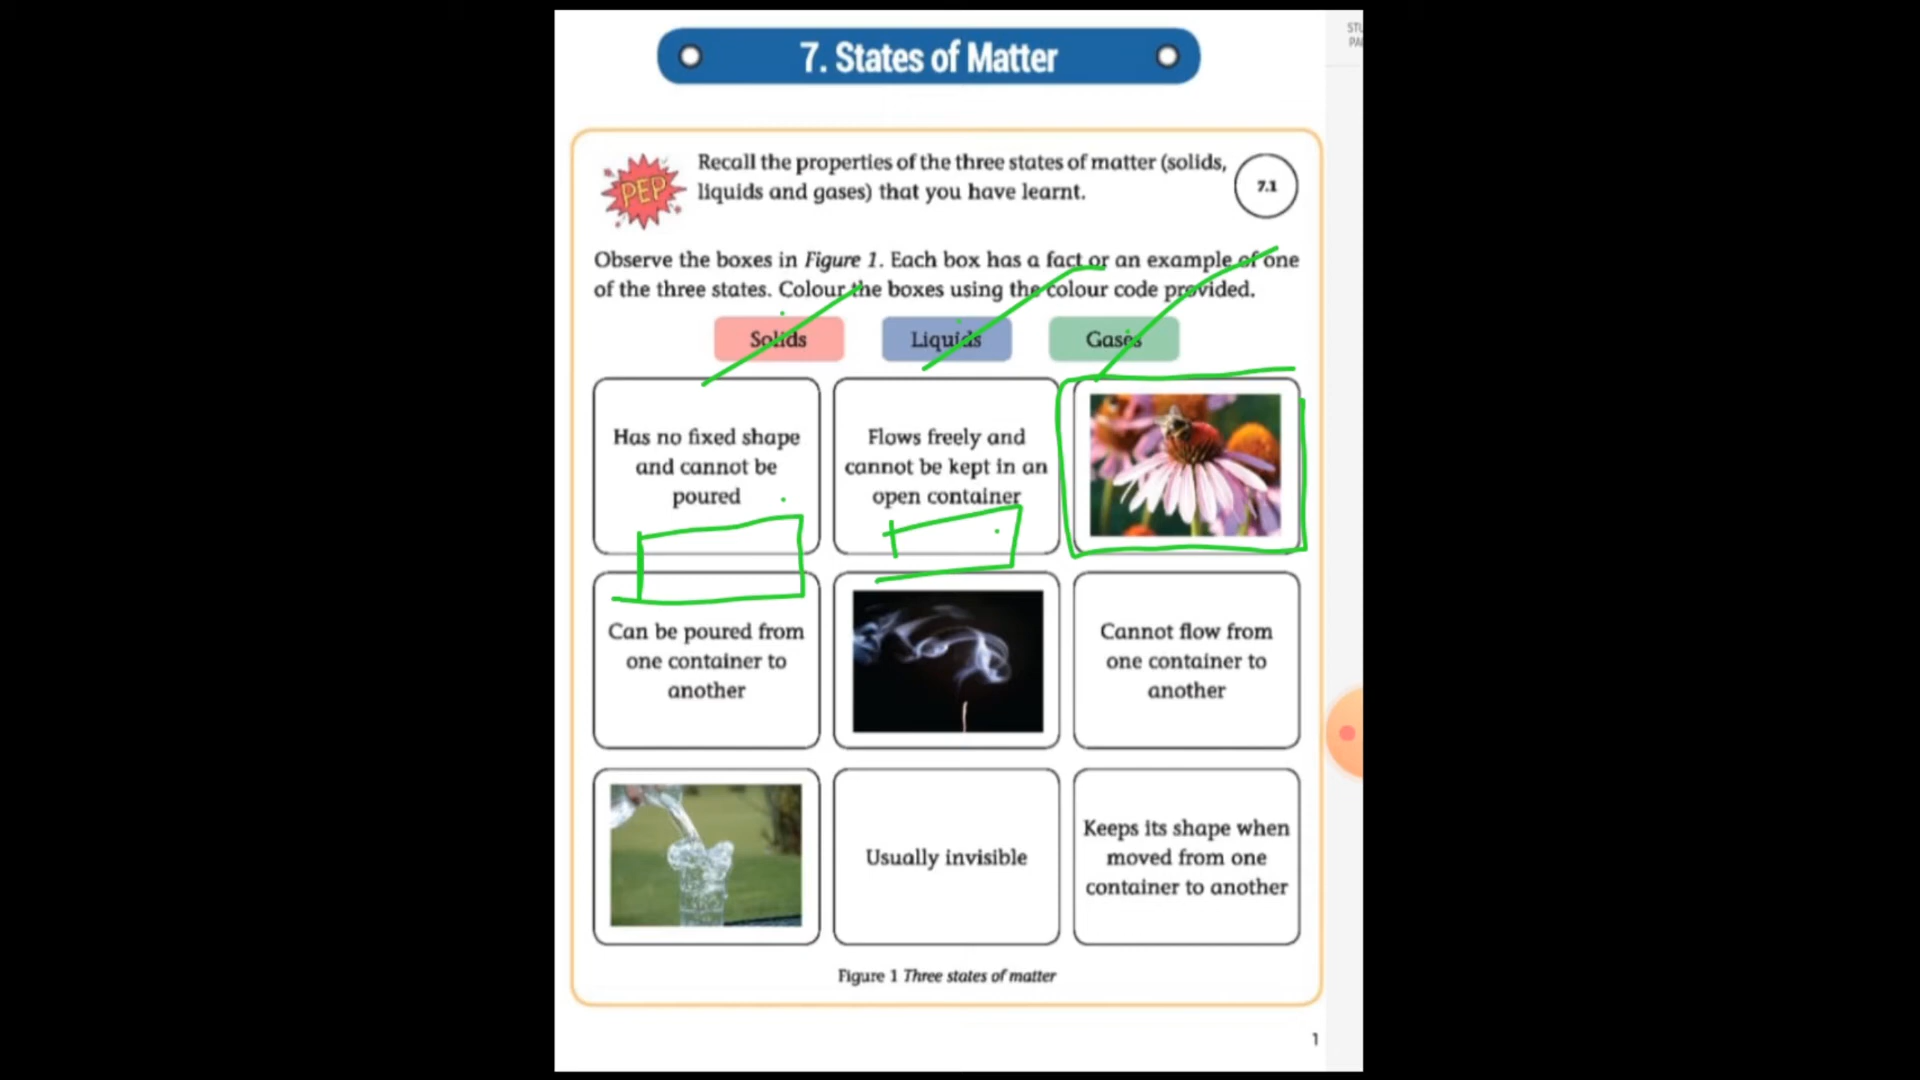 7. States of Matter
STU
PA
PEP
Recall the properties of the three states of matter (solids,
liquids and gases) that you have learnt.
7.1
Observe the boxes in Figure 1. Each box has a fact or an example of one
of the three states. Colour the boxes using the colour code provided.
Solids
Liquids
Gases
Has no fixed shape
and cannot be
poured
Flows freely and
cannot be kept in an
open container
Can be poured from
one container to
another
Cannot flow from
one container to
another
Usually invisible
Keeps its shape when
moved from one
container to another
Figure 1 Three states of matter
1